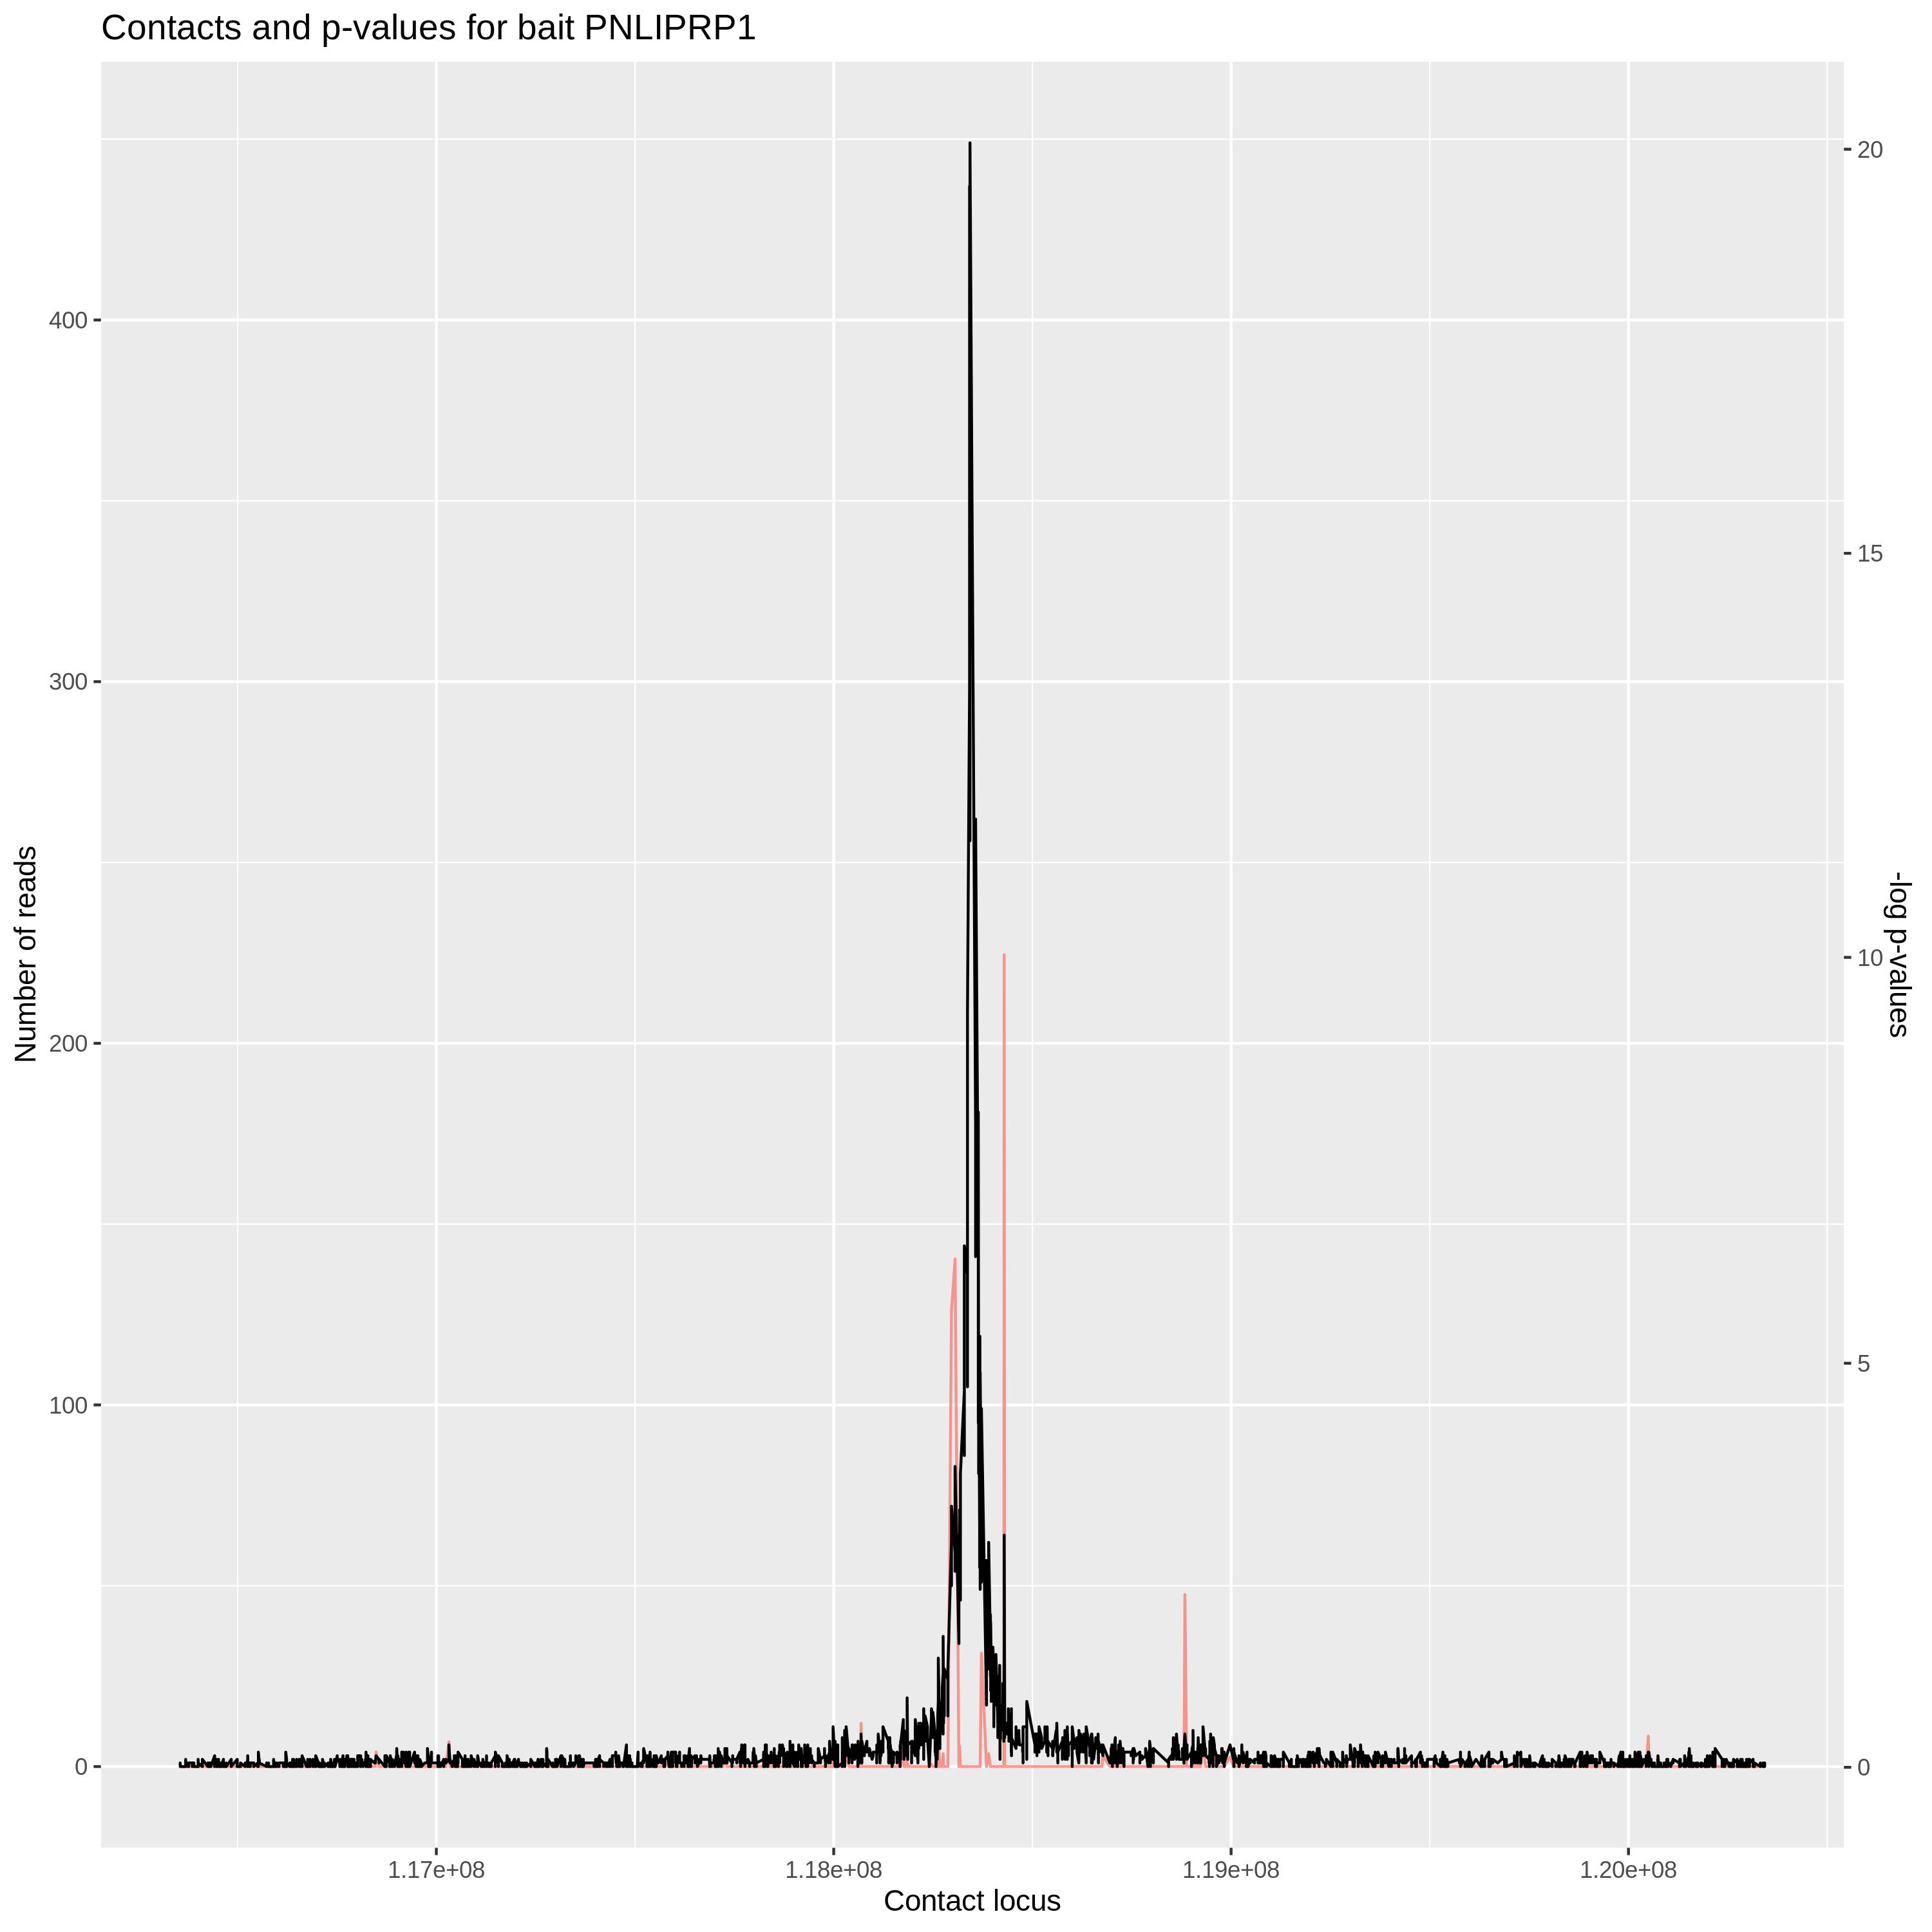 Contacts and p-values for bait PNLIPRP1
Number of reads
400
300
200
100
0
20
15
10
5
0
-log p-values
1.17e+08
1.18e+08
1.19e+08
1.20e+08
Contact locus